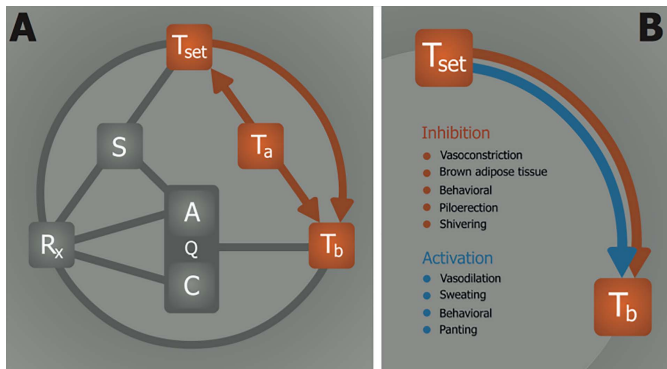 A
Tset
S
Ta
A
Rx
Q
Tb
C
B
Tset
Inhibition
Vasoconstriction
Brown adipose tissue
Behavioral
Piloerection
Shivering
Activation
Vasodilation
Sweating
Behavioral
Panting
Tb